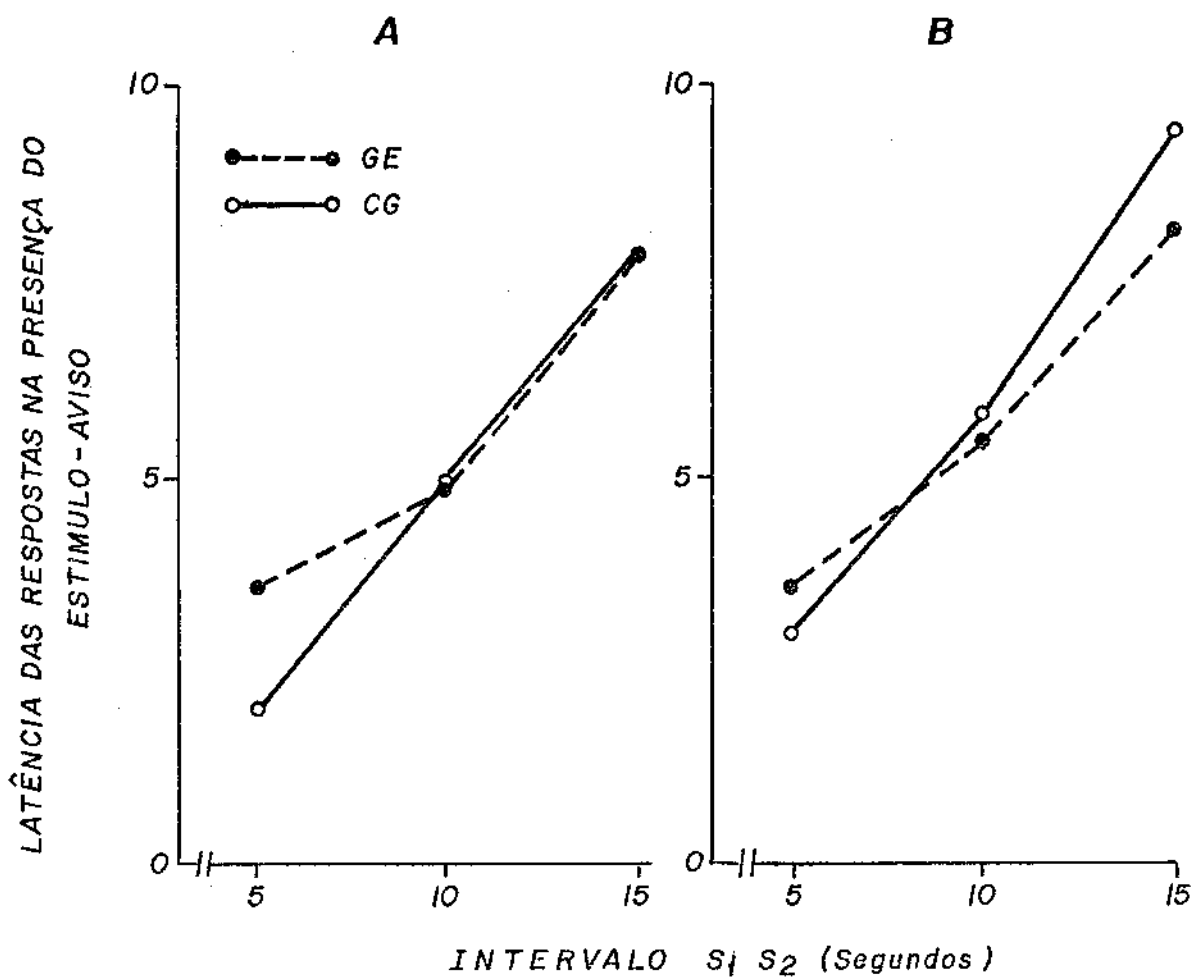 A
B
10
5
0
5
10
15
GE
CG
10
5
0
5
10
15
LATÊNCIA DAS RESPOSTAS NA PRESENÇA DO
ESTIMULO-AVISO
INTERVALO S1 S2 (Segundos)